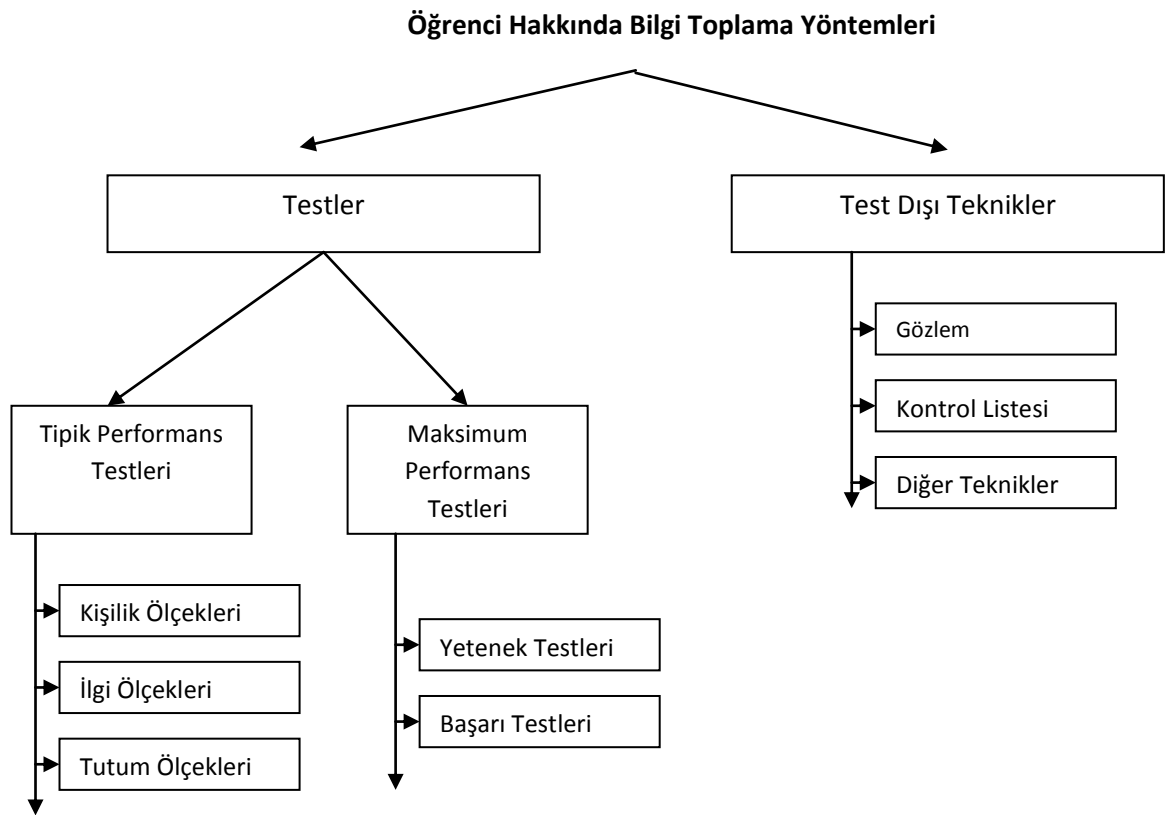 Öğrenci Hakkında Bilgi Toplama Yöntemleri
Testler
Test Dışı Teknikler
Gözlem
Kontrol Listesi
Diğer Teknikler
Tipik Performans
Testleri
Maksimum
Performans
Testleri
Kişilik Ölçekleri
İlgi Ölçekleri
Tutum Ölçekleri
Yetenek Testleri
Başarı Testleri